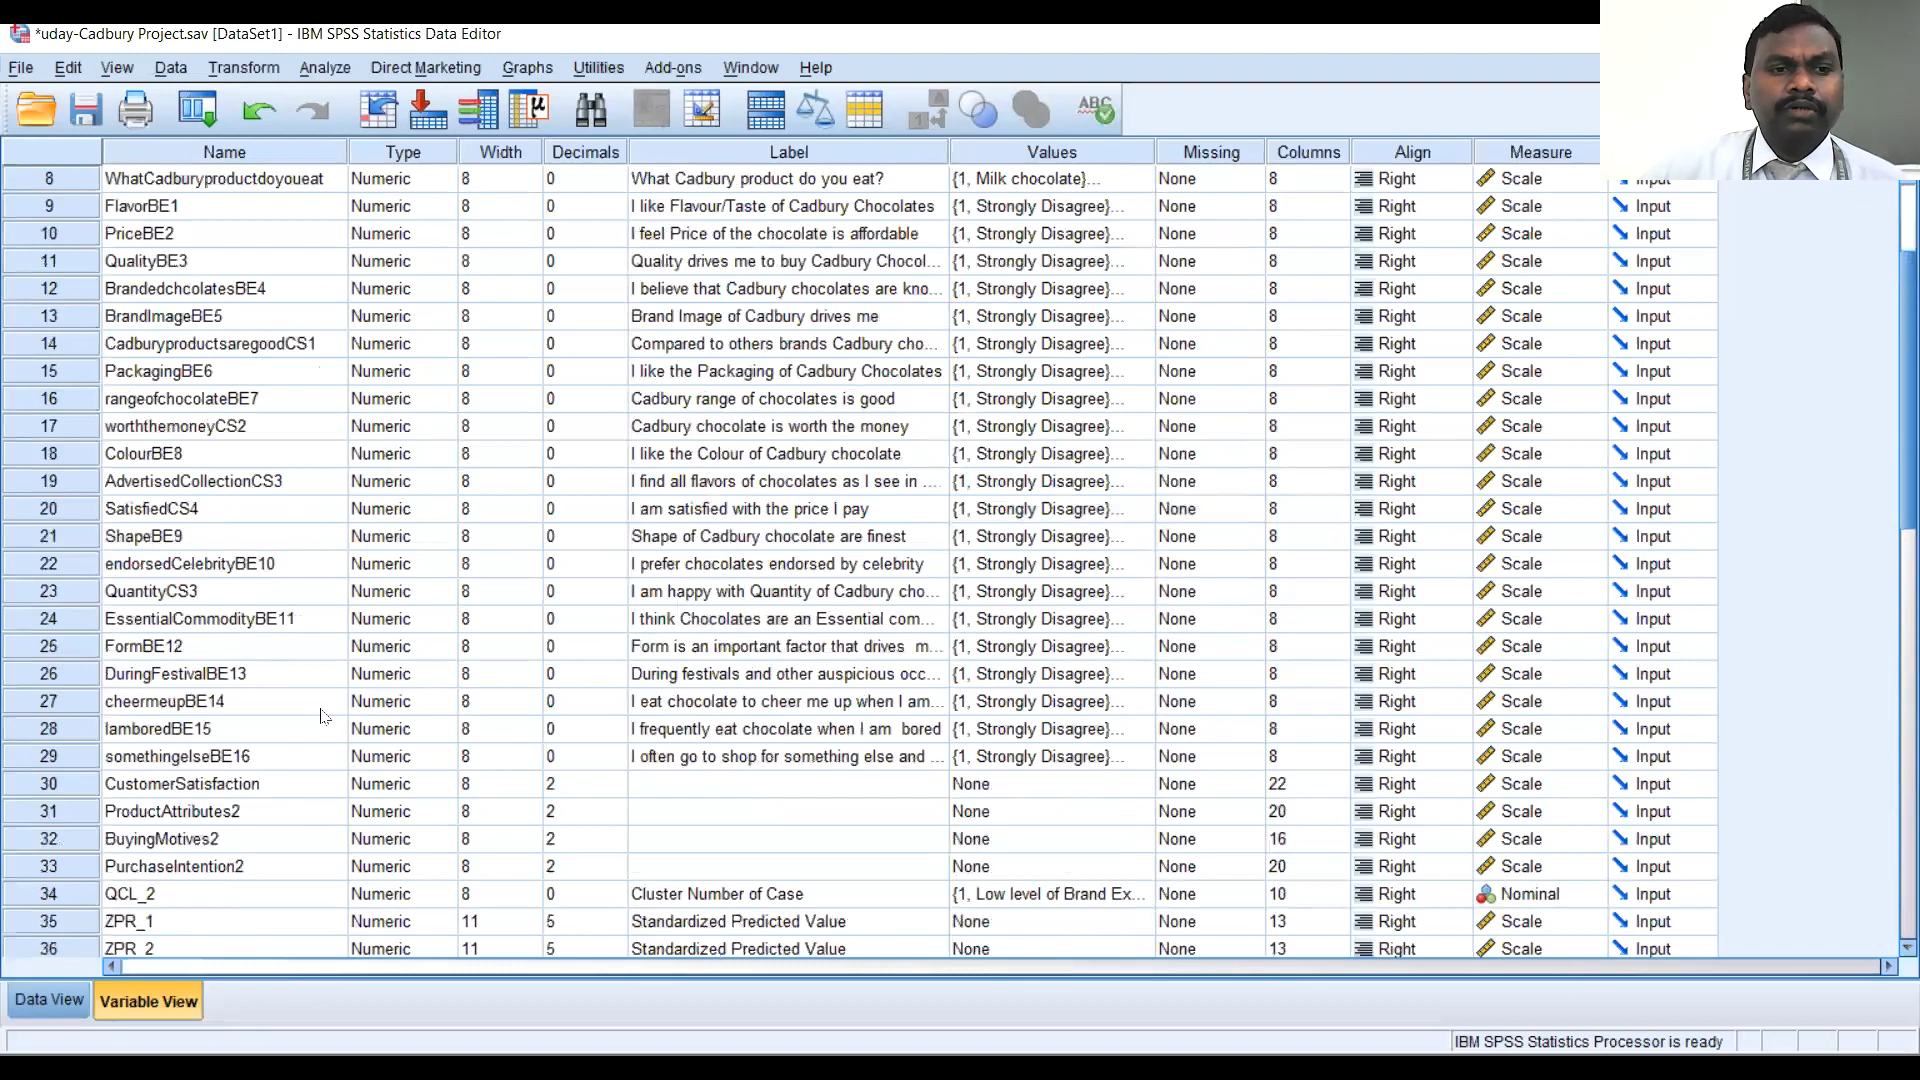 *uday-Cadbury Project.sav [DataSet1] - IBM SPSS Statistics Data Editor
File Edit View Data Transform Analyze Direct Marketing Graphs Utilities Add-ons Window Help
Name Type Width Decimals Label Values Missing Columns Align Measure
8 WhatCadburyproductdoyoueat Numeric 8 0 What Cadbury product do you eat? {1, Milk chocolate}... None 8 Right Scale Input
9 FlavorBE1 Numeric 8 0 I like Flavour/Taste of Cadbury Chocolates {1, Strongly Disagree}... None 8 Right Scale Input
10 PriceBE2 Numeric 8 0 I feel Price of the chocolate is affordable {1, Strongly Disagree}... None 8 Right Scale Input
11 QualityBE3 Numeric 8 0 Quality drives me to buy Cadbury Chocol... {1, Strongly Disagree}... None 8 Right Scale Input
12 BrandedchcolatesBE4 Numeric 8 0 I believe that Cadbury chocolates are kno... {1, Strongly Disagree}... None 8 Right Scale Input
13 BrandImageBE5 Numeric 8 0 Brand Image of Cadbury drives me {1, Strongly Disagree}... None 8 Right Scale Input
14 CadburyproductsaregoodCS1 Numeric 8 0 Compared to others brands Cadbury cho... {1, Strongly Disagree}... None 8 Right Scale Input
15 PackagingBE6 Numeric 8 0 I like the Packaging of Cadbury Chocolates {1, Strongly Disagree}... None 8 Right Scale Input
16 rangeofchocolateBE7 Numeric 8 0 Cadbury range of chocolates is good {1, Strongly Disagree}... None 8 Right Scale Input
17 worththemoneyCS2 Numeric 8 0 Cadbury chocolate is worth the money {1, Strongly Disagree}... None 8 Right Scale Input
18 ColourBE8 Numeric 8 0 I like the Colour of Cadbury chocolate {1, Strongly Disagree}... None 8 Right Scale Input
19 AdvertisedCollectionCS3 Numeric 8 0 I find all flavors of chocolates as I see in ... {1, Strongly Disagree}... None 8 Right Scale Input
20 SatisfiedCS4 Numeric 8 0 I am satisfied with the price I pay {1, Strongly Disagree}... None 8 Right Scale Input
21 ShapeBE9 Numeric 8 0 Shape of Cadbury chocolate are finest {1, Strongly Disagree}... None 8 Right Scale Input
22 endorsedCelebrityBE10 Numeric 8 0 I prefer chocolates endorsed by celebrity {1, Strongly Disagree}... None 8 Right Scale Input
23 QuantityCS3 Numeric 8 0 I am happy with Quantity of Cadbury cho... {1, Strongly Disagree}... None 8 Right Scale Input
24 EssentialCommodityBE11 Numeric 8 0 I think Chocolates are an Essential com... {1, Strongly Disagree}... None 8 Right Scale Input
25 FormBE12 Numeric 8 0 Form is an important factor that drives m... {1, Strongly Disagree}... None 8 Right Scale Input
26 DuringFestivalBE13 Numeric 8 0 During festivals and other auspicious occ... {1, Strongly Disagree}... None 8 Right Scale Input
27 cheermeupBE14 Numeric 8 0 I eat chocolate to cheer me up when I am... {1, Strongly Disagree}... None 8 Right Scale Input
28 IamboredBE15 Numeric 8 0 I frequently eat chocolate when I am bored {1, Strongly Disagree}... None 8 Right Scale Input
29 somethingelseBE16 Numeric 8 0 I often go to shop for something else and ... {1, Strongly Disagree}... None 8 Right Scale Input
30 CustomerSatisfaction Numeric 8 2 None None 22 Right Scale Input
31 ProductAttributes2 Numeric 8 2 None None 20 Right Scale Input
32 BuyingMotives2 Numeric 8 2 None None 16 Right Scale Input
33 PurchaseIntention2 Numeric 8 2 None None 20 Right Scale Input
34 QCL_2 Numeric 8 0 Cluster Number of Case {1, Low level of Brand Ex... None 10 Right Nominal Input
35 ZPR_1 Numeric 11 5 Standardized Predicted Value None None 13 Right Scale Input
36 ZPR_2 Numeric 11 5 Standardized Predicted Value None None 13 Right Scale Input
Data View Variable View
IBM SPSS Statistics Processor is ready